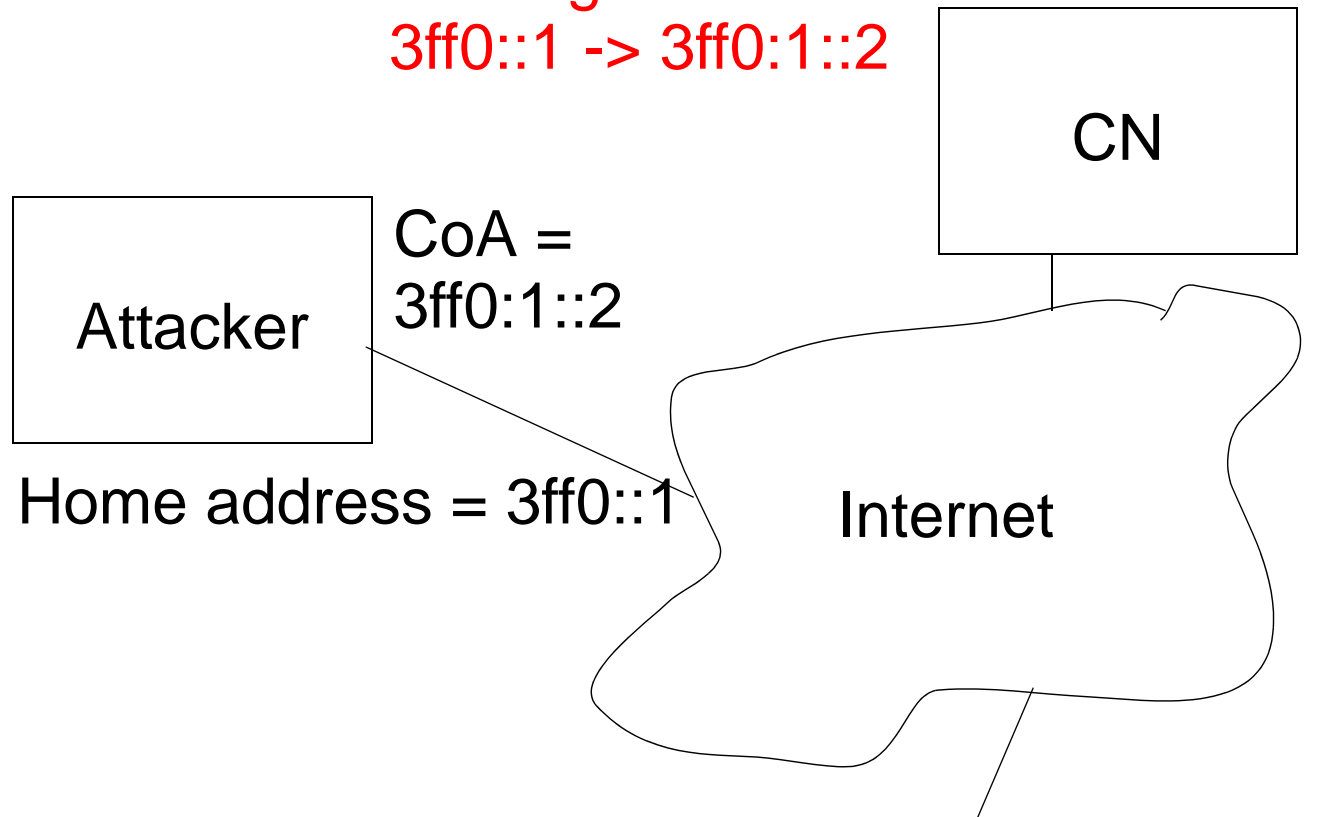 3ff0::1 -> 3ff0:1::2
CN
CoA =
3ff0:1::2
Attacker
Home address = 3ff0::1
Internet